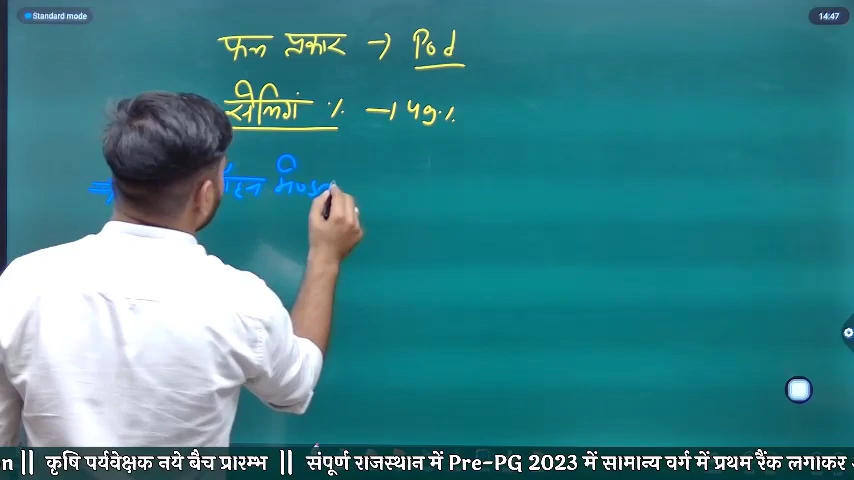 Standard mode
14:47
फल प्रकार → Pod
सेलिंग % → 49%
n || कृषि पर्यवेक्षक नये बैच प्रारम्भ || संपूर्ण राजस्थान में Pre-PG 2023 में सामान्य वर्ग में प्रथम रैंक लगाकर